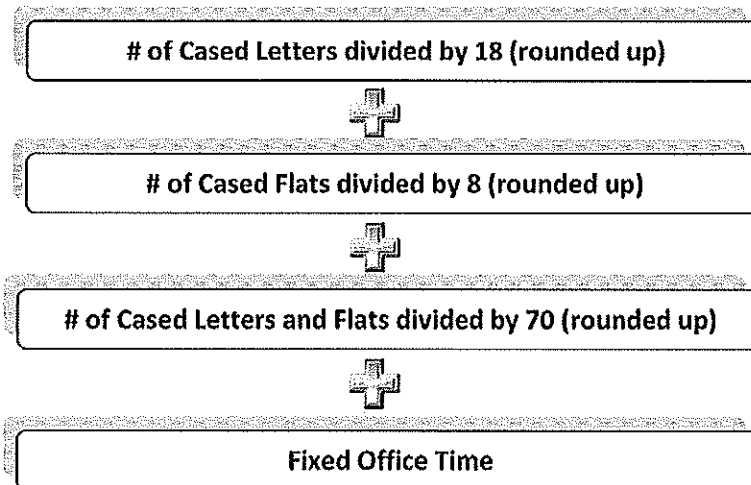 # of Cased Letters divided by 18 (rounded up)
# of Cased Flats divided by 8 (rounded up)
# of Cased Letters and Flats divided by 70 (rounded up)
Fixed Office Time